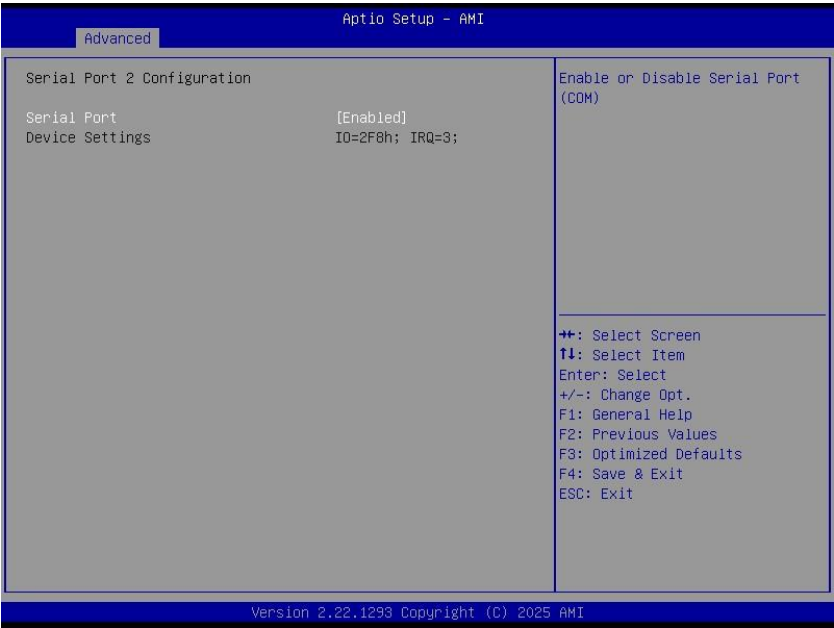 Aptio Setup – AMI
Advanced
Serial Port 2 Configuration
Serial Port [Enabled]
Device Settings IO=2F8h; IRQ=3;
Enable or Disable Serial Port
(COM)
→←: Select Screen
↑↓: Select Item
Enter: Select
+/-: Change Opt.
F1: General Help
F2: Previous Values
F3: Optimized Defaults
F4: Save & Exit
ESC: Exit
Version 2.22.1293 Copyright (C) 2025 AMI